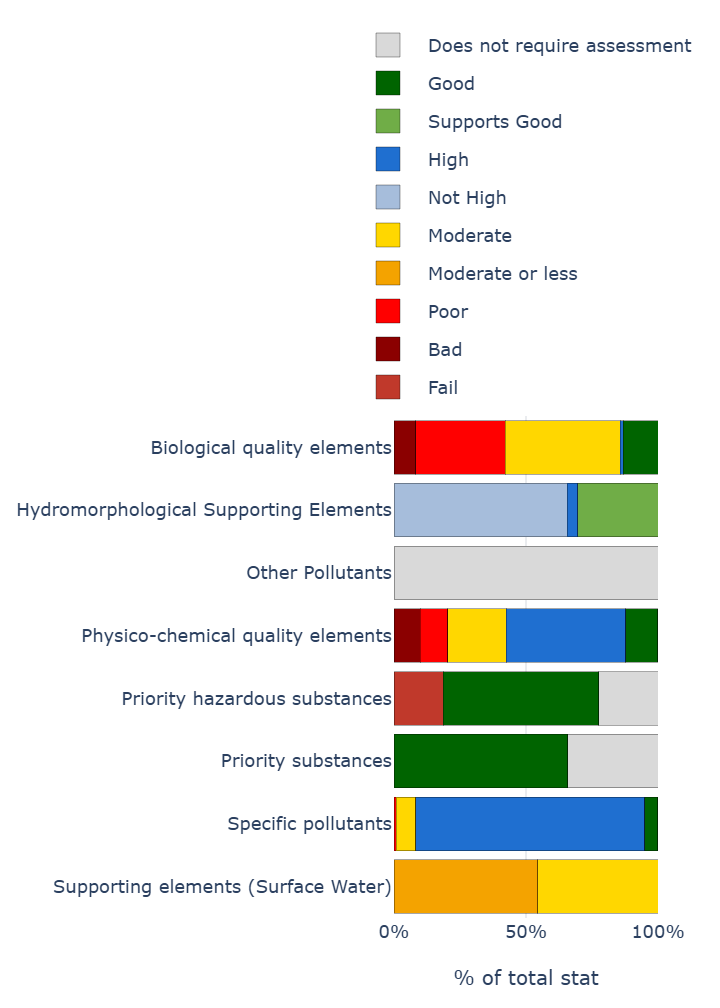 Does not require assessment
Good
Supports Good
High
Not High
Moderate
Moderate or less
Poor
Bad
Fail
Biological quality elements
Hydromorphological Supporting Elements
Other Pollutants
Physico-chemical quality elements
Priority hazardous substances
Priority substances
Specific pollutants
Supporting elements (Surface Water)
0% 50% 100%
% of total stat